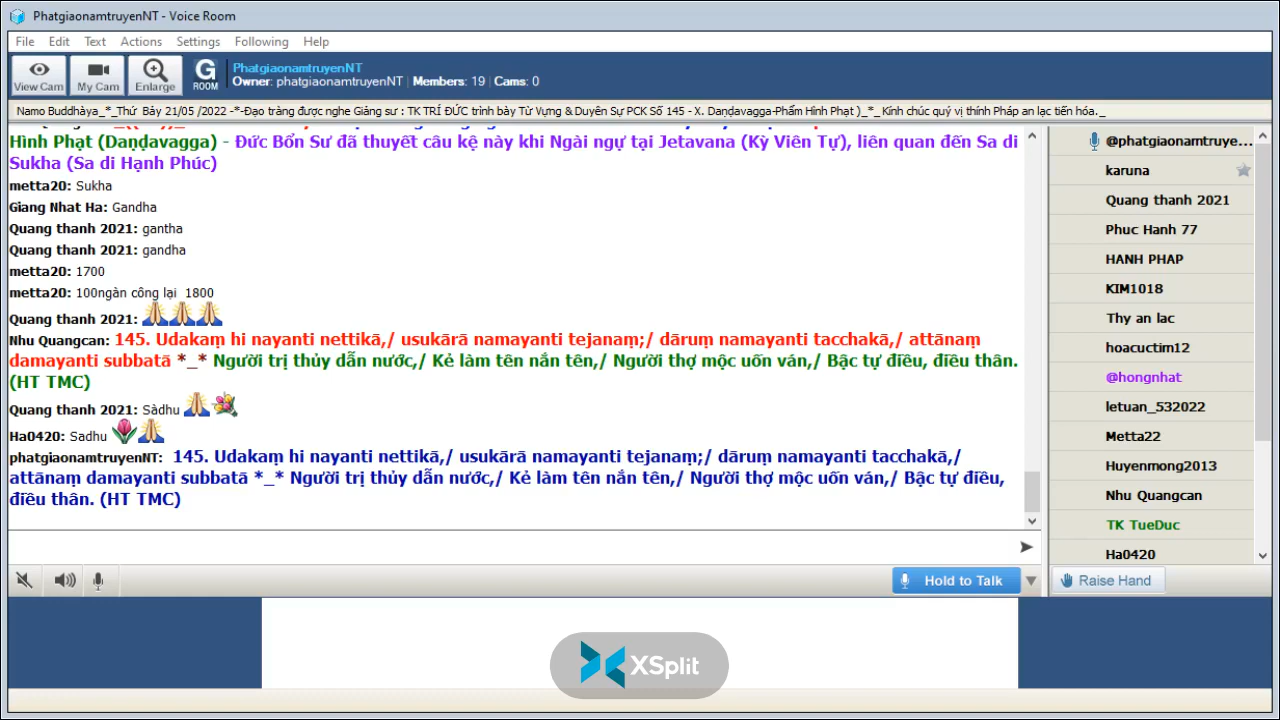 PhatgiaonamtruyenNT - Voice Room
File Edit Text Actions Settings Following Help
View Cam My Cam Enlarge G ROOM
PhatgiaonamtruyenNT
Owner: phatgiaonamtruyenNT Members: 19 Cams: 0
Namo Buddhàya_*_Thứ Bảy 21/05 /2022 -*-Đạo tràng được nghe Giảng sư : TK TRÍ ĐỨC trình bày Từ Vựng & Duyên Sự PCK Số 145 - X. Daṇḍavagga-Phẩm Hình Phạt )_*_Kính chúc quý vị thính Pháp an lạc tiến hóa._
Hình Phạt (Daṇḍavagga) - Đức Bổn Sư đã thuyết câu kệ này khi Ngài ngự tại Jetavana (Kỳ Viên Tự), liên quan đến Sa di
Sukha (Sa di Hạnh Phúc)
metta20: Sukha
Giang Nhat Ha: Gandha
Quang thanh 2021: gantha
Quang thanh 2021: gandha
metta20: 1700
metta20: 100ngàn cộng lại 1800
Quang thanh 2021:
Nhu Quangcan: 145. Udakaṃ hi nayanti nettikā,/ usukārā namayanti tejanaṃ;/ dāruṃ namayanti tacchakā,/ attānaṃ
damayanti subbatā *_* Người trị thủy dẫn nước,/ Kẻ làm tên nắn tên,/ Người thợ mộc uốn ván,/ Bậc tự điều, điều thân.
(HT TMC)
Quang thanh 2021: Sàdhu
Ha0420: Sadhu
phatgiaonamtruyenNT: 145. Udakaṃ hi nayanti nettikā,/ usukārā namayanti tejanaṃ;/ dāruṃ namayanti tacchakā,/
attānaṃ damayanti subbatā *_* Người trị thủy dẫn nước,/ Kẻ làm tên nắn tên,/ Người thợ mộc uốn ván,/ Bậc tự điều,
điều thân. (HT TMC)
@phatgiaonamtruye...
karuna
Quang thanh 2021
Phuc Hanh 77
HANH PHAP
KIM1018
Thy an lac
hoacuctim12
@hongnhat
letuan_532022
Metta22
Huyenmong2013
Nhu Quangcan
TK TueDuc
Ha0420
Hold to Talk
Raise Hand
XSplit